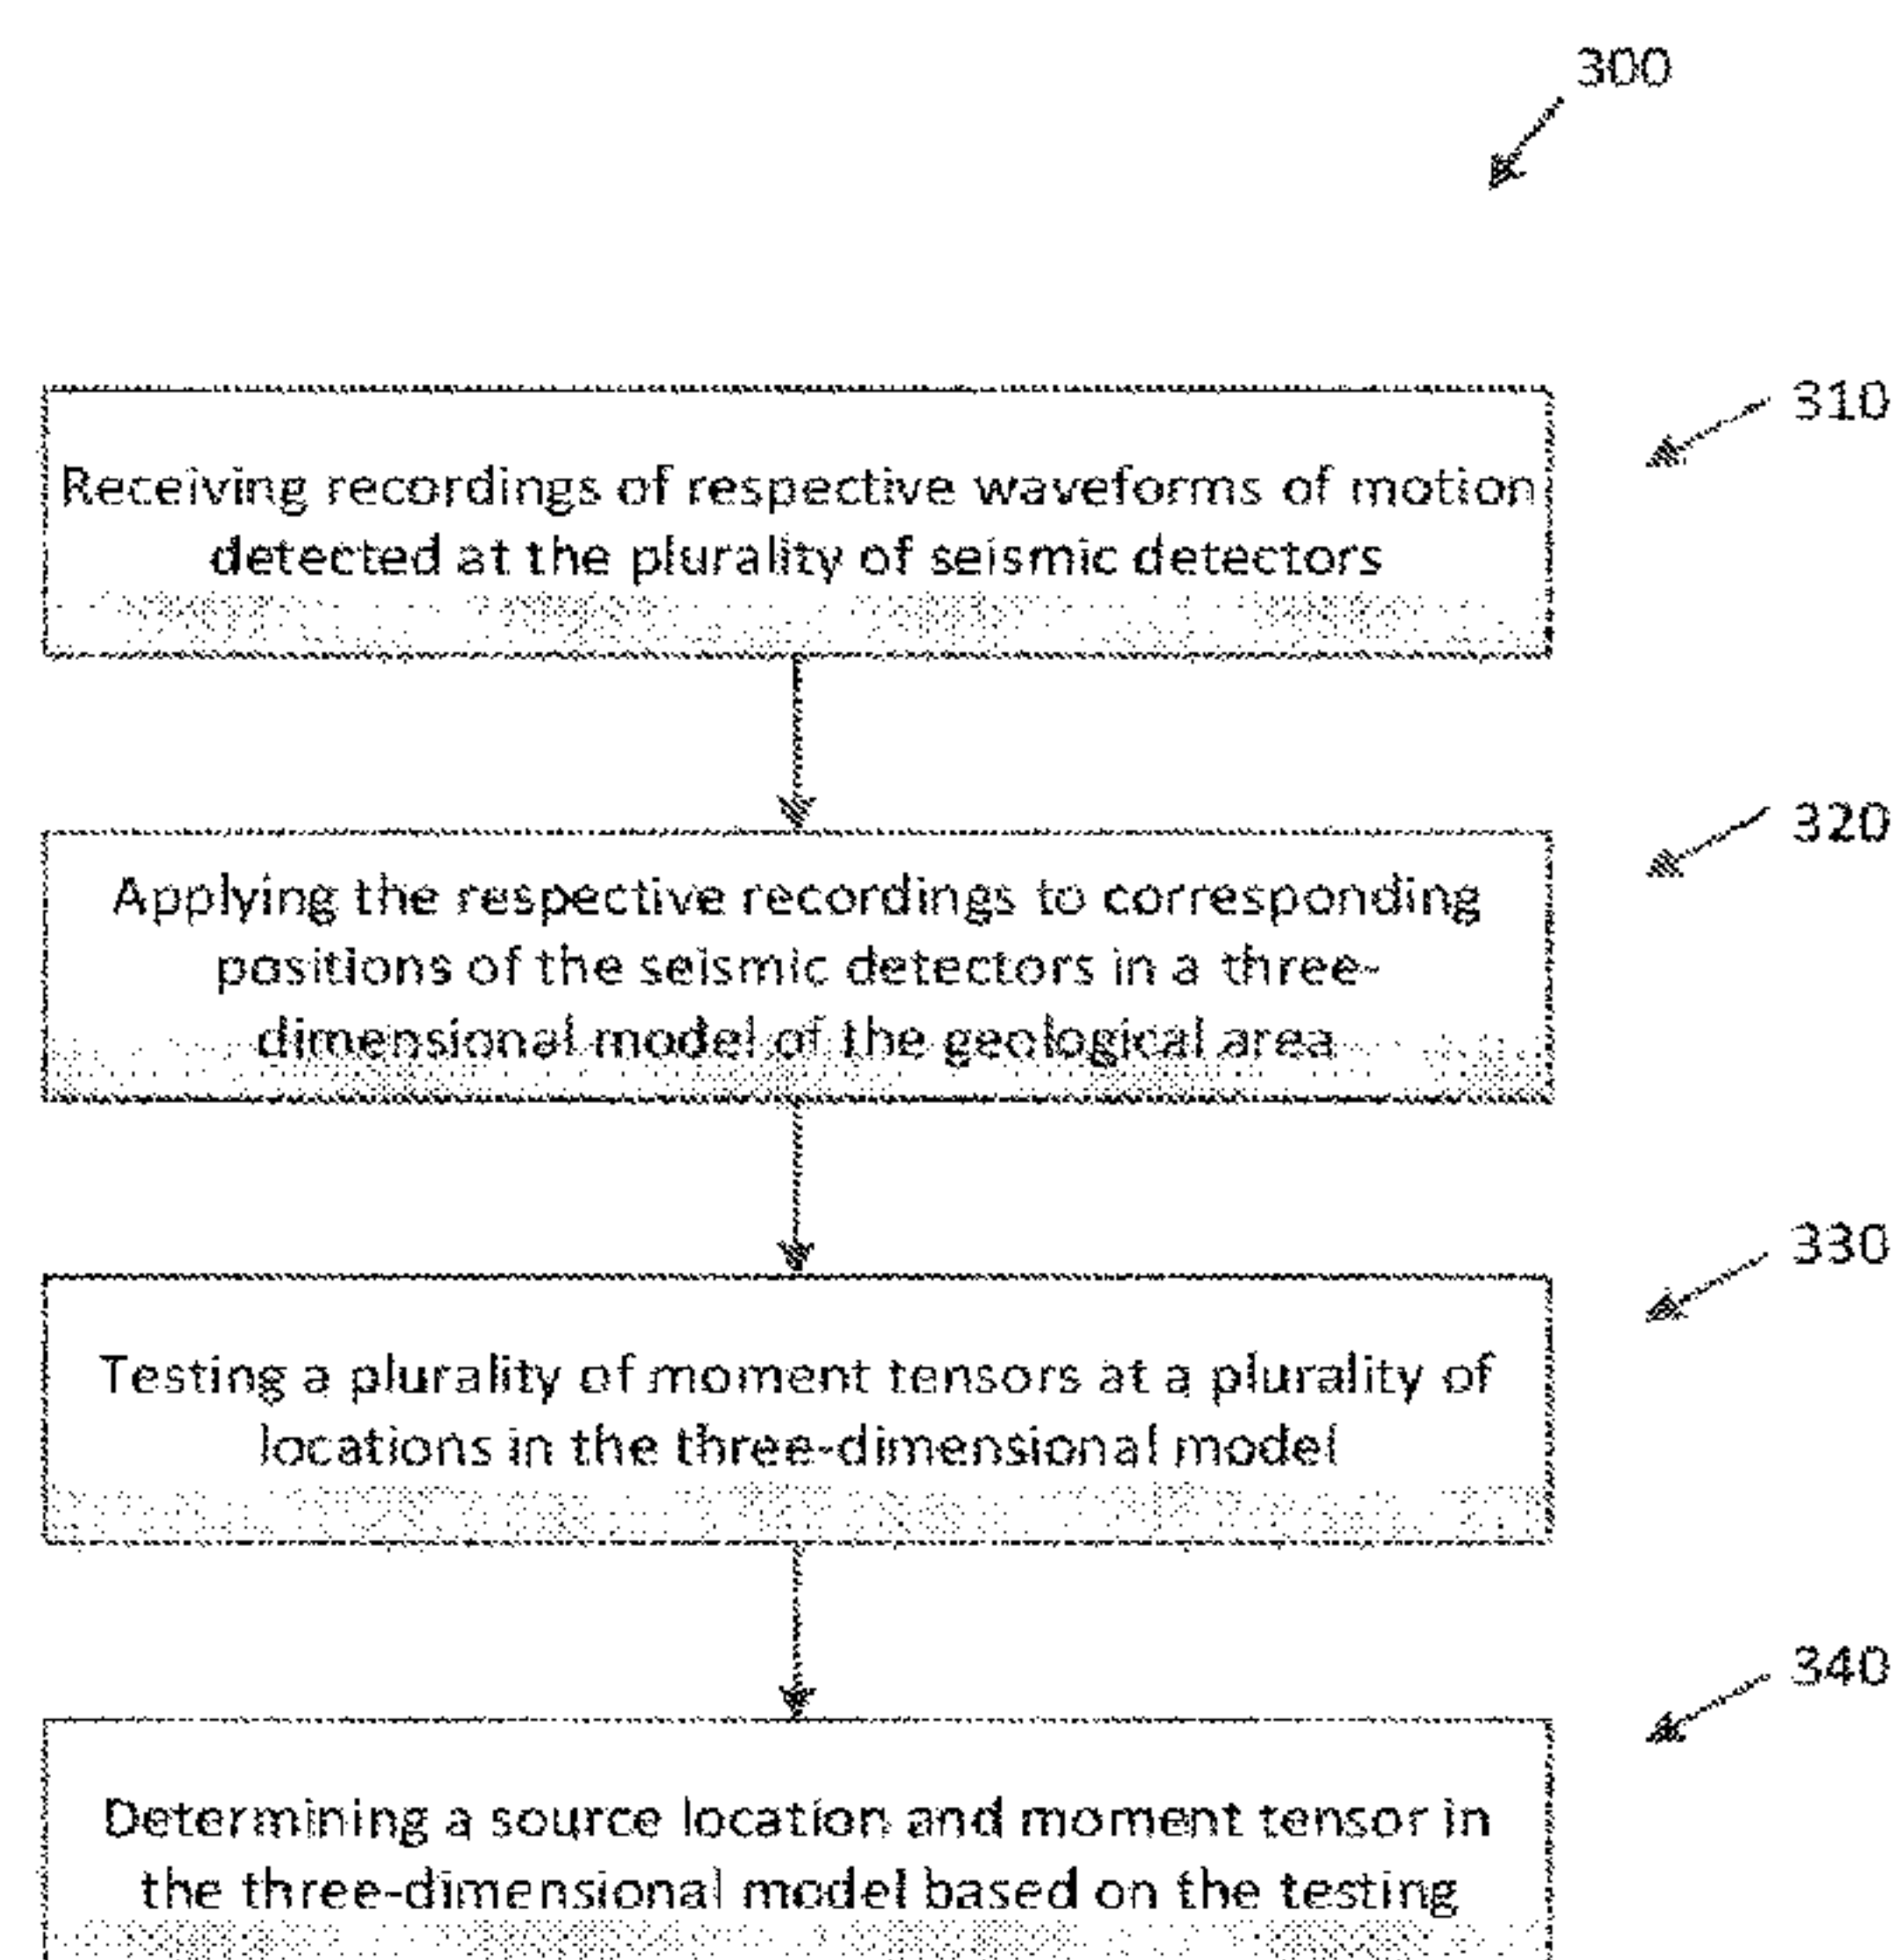 300
310
Receiving recordings of respective waveforms of motion
detected at the plurality of seismic detectors
320
Applying the respective recordings to corresponding
positions of the seismic detectors in a three-
dimensional model of the geological area
330
Testing a plurality of moment tensors at a plurality of
locations in the three-dimensional model
340
Determining a source location and moment tensor in
the three-dimensional model based on the testing